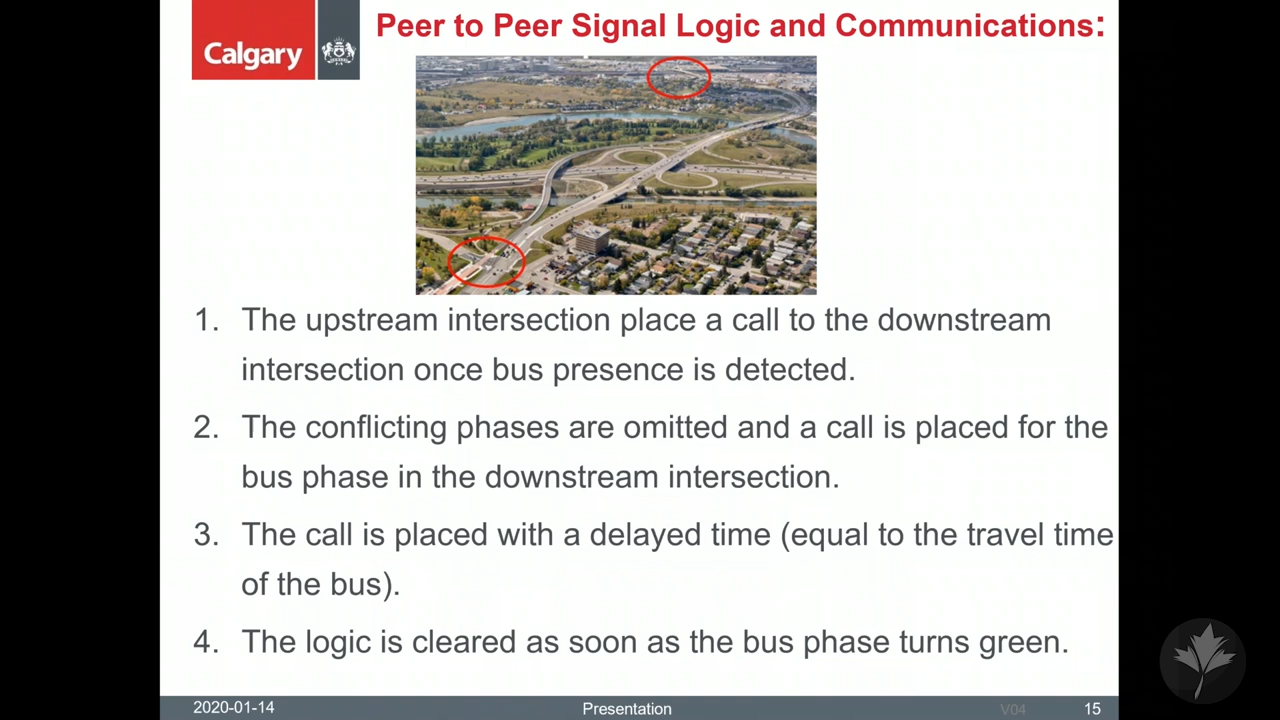 Calgary
Peer to Peer Signal Logic and Communications:
1. The upstream intersection place a call to the downstream
intersection once bus presence is detected.
2. The conflicting phases are omitted and a call is placed for the
bus phase in the downstream intersection.
3. The call is placed with a delayed time (equal to the travel time
of the bus).
4. The logic is cleared as soon as the bus phase turns green.
2020-01-14
Presentation
V04
15